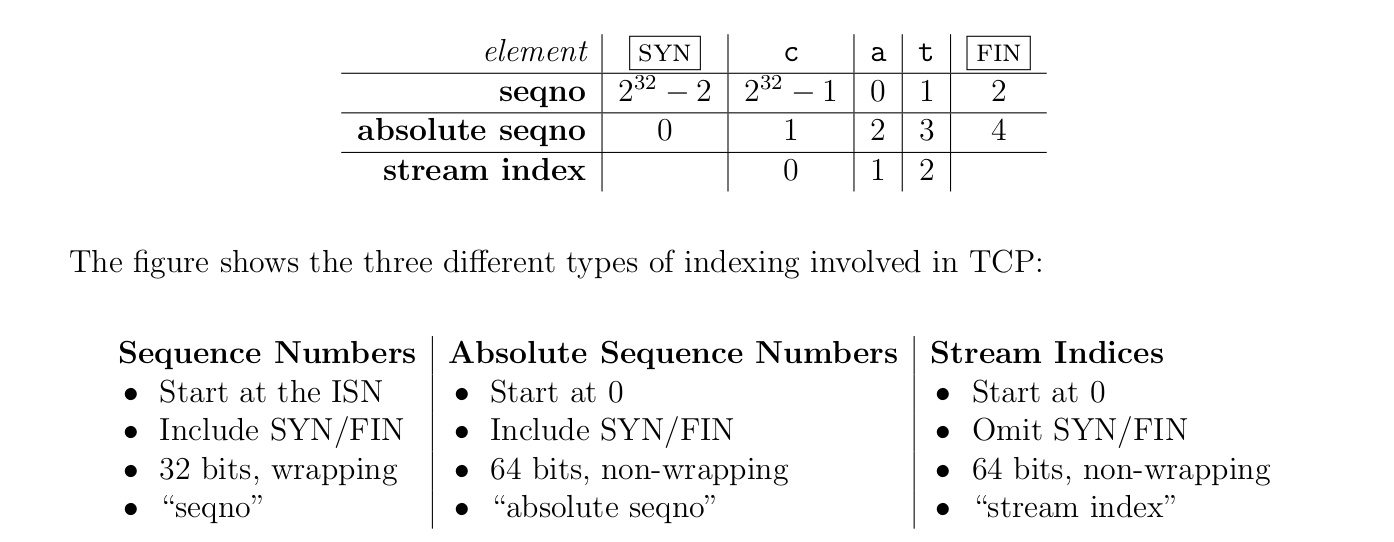 element SYN c a t FIN
seqno 2^32 − 2 2^32 − 1 0 1 2
absolute seqno 0 1 2 3 4
stream index 0 1 2
The figure shows the three different types of indexing involved in TCP:
Sequence Numbers Absolute Sequence Numbers Stream Indices
• Start at the ISN • Start at 0 • Start at 0
• Include SYN/FIN • Include SYN/FIN • Omit SYN/FIN
• 32 bits, wrapping • 64 bits, non-wrapping • 64 bits, non-wrapping
• “seqno” • “absolute seqno” • “stream index”